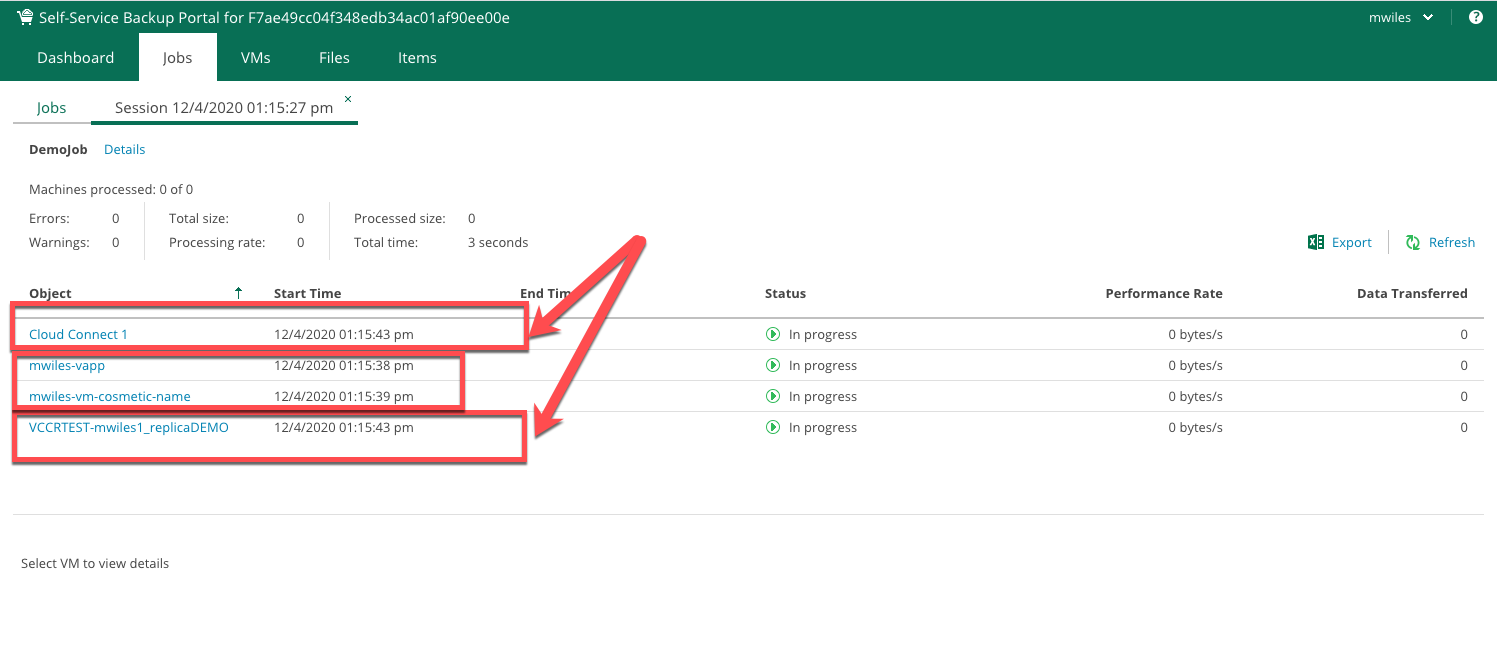 Self-Service Backup Portal for F7ae49cc04f348edb34ac01af90ee00e mwiles ?
Dashboard Jobs VMs Files Items
Jobs Session 12/4/2020 01:15:27 pm ×
DemoJob Details
Machines processed: 0 of 0
Errors: 0 Total size: 0 Processed size: 0
Warnings: 0 Processing rate: 0 Total time: 3 seconds
Export Refresh
Object Start Time End Tim Status Performance Rate Data Transferred
Cloud Connect 1 12/4/2020 01:15:43 pm In progress 0 bytes/s 0
mwiles-vapp 12/4/2020 01:15:38 pm In progress 0 bytes/s 0
mwiles-vm-cosmetic-name 12/4/2020 01:15:39 pm In progress 0 bytes/s 0
VCCRTEST-mwiles1_replicaDEMO 12/4/2020 01:15:43 pm In progress 0 bytes/s 0
Select VM to view details